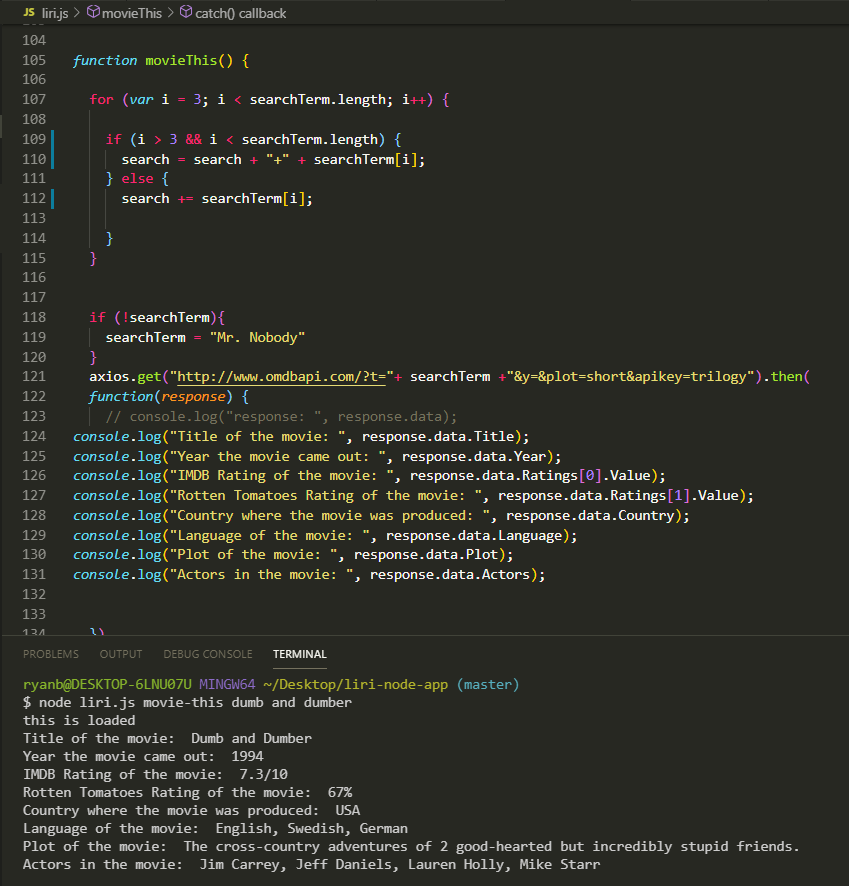 JS liri.js > movieThis > catch() callback
103
104
105 function movieThis() {
106
107 for (var i = 3; i < searchTerm.length; i++) {
108
109 if (i > 3 && i < searchTerm.length) {
110 search = search + "+" + searchTerm[i];
111 } else {
112 search += searchTerm[i];
113
114 }
115 }
116
117
118 if (!searchTerm){
119 searchTerm = "Mr. Nobody"
120 }
121 axios.get("http://www.omdbapi.com/?t="+ searchTerm +"&y=&plot=short&apikey=trilogy").then(
122 function(response) {
123 // console.log("response: ", response.data);
124 console.log("Title of the movie: ", response.data.Title);
125 console.log("Year the movie came out: ", response.data.Year);
126 console.log("IMDB Rating of the movie: ", response.data.Ratings[0].Value);
127 console.log("Rotten Tomatoes Rating of the movie: ", response.data.Ratings[1].Value);
128 console.log("Country where the movie was produced: ", response.data.Country);
129 console.log("Language of the movie: ", response.data.Language);
130 console.log("Plot of the movie: ", response.data.Plot);
131 console.log("Actors in the movie: ", response.data.Actors);
132
133
134 })
PROBLEMS OUTPUT DEBUG CONSOLE TERMINAL
ryanb@DESKTOP-6LNU07U MINGW64 ~/Desktop/liri-node-app (master)
$ node liri.js movie-this dumb and dumber
this is loaded
Title of the movie:  Dumb and Dumber
Year the movie came out:  1994
IMDB Rating of the movie:  7.3/10
Rotten Tomatoes Rating of the movie:  67%
Country where the movie was produced:  USA
Language of the movie:  English, Swedish, German
Plot of the movie:  The cross-country adventures of 2 good-hearted but incredibly stupid friends.
Actors in the movie:  Jim Carrey, Jeff Daniels, Lauren Holly, Mike Starr